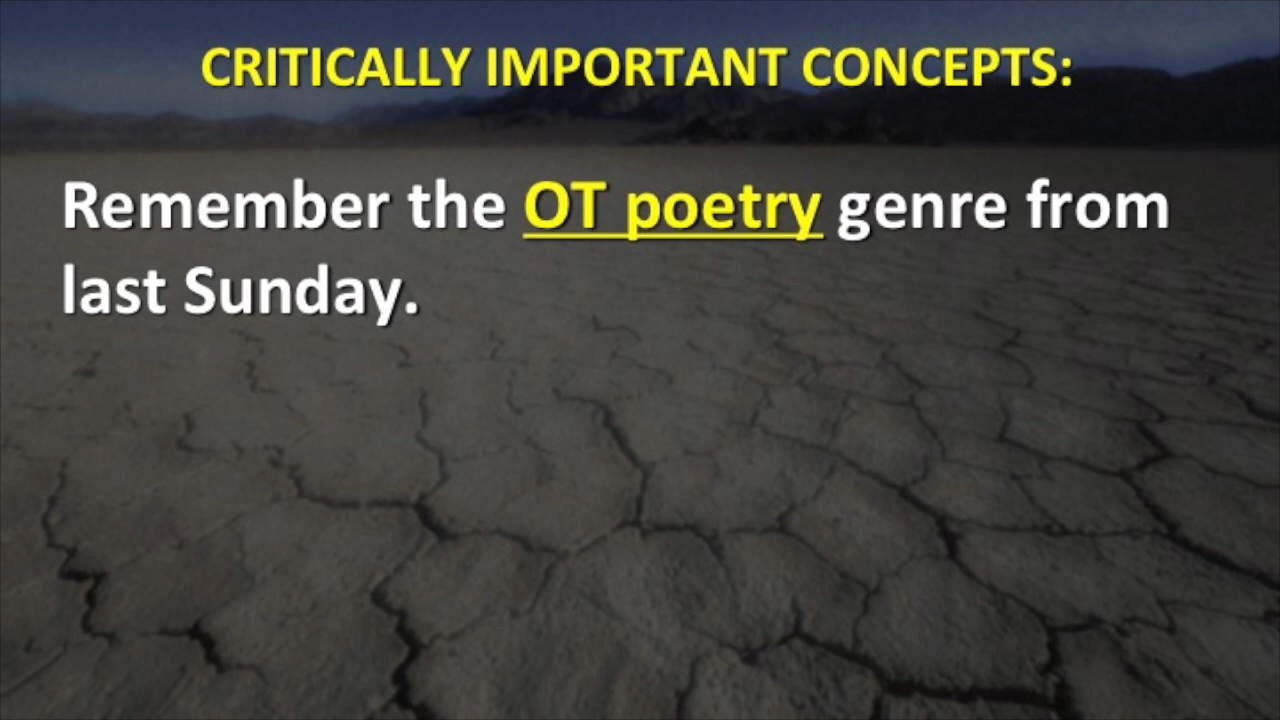 CRITICALLY IMPORTANT CONCEPTS:
Remember the OT poetry genre from
last Sunday.